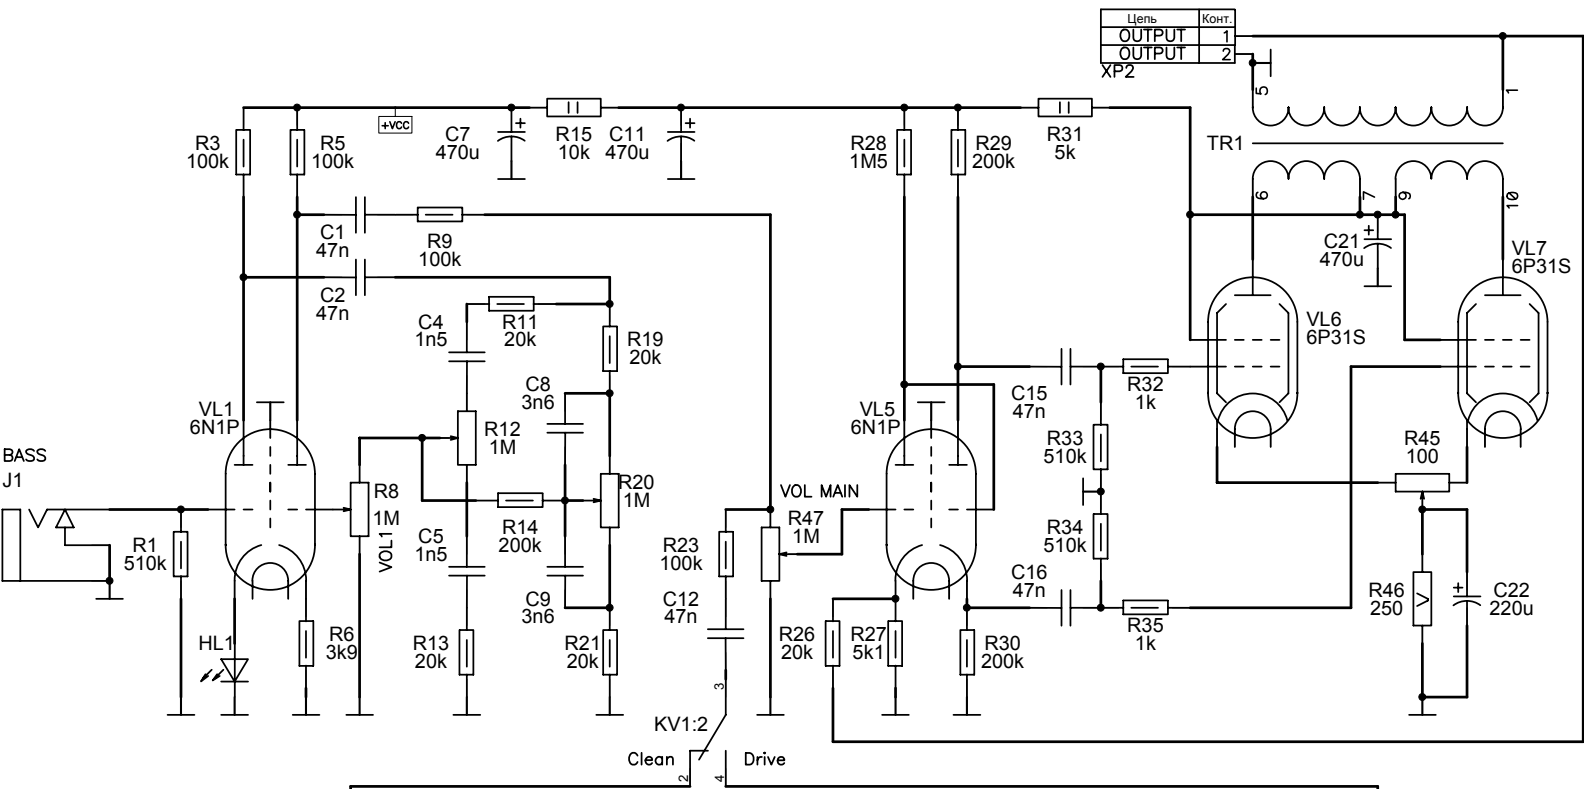 Цепь Конт.
OUTPUT 1
OUTPUT 2
XP2
5
1
TR1
6
7
9
10
R3
100k
R5
100k
+VCC
C7
470u
R15
10k
C11
470u
R28
1M5
R29
200k
R31
5k
C1
47n
R9
100k
C2
47n
C21
470u
VL7
6P31S
VL6
6P31S
C4
1n5
R11
20k
R19
20k
C8
3n6
VL1
6N1P
R12
1M
VL5
6N1P
C15
47n
R32
1k
BASS
J1
R8
1M
VOL1
R14
200k
R20
1M
VOL MAIN
R47
1M
R33
510k
R45
100
R1
510k
C5
1n5
R23
100k
R34
510k
C9
3n6
C12
47n
C16
47n
R46
250
C22
220u
HL1
R6
3k9
R13
20k
R21
20k
R26
20k
R27
5k1
R30
200k
R35
1k
3
KV1:2
Clean
Drive
2
4